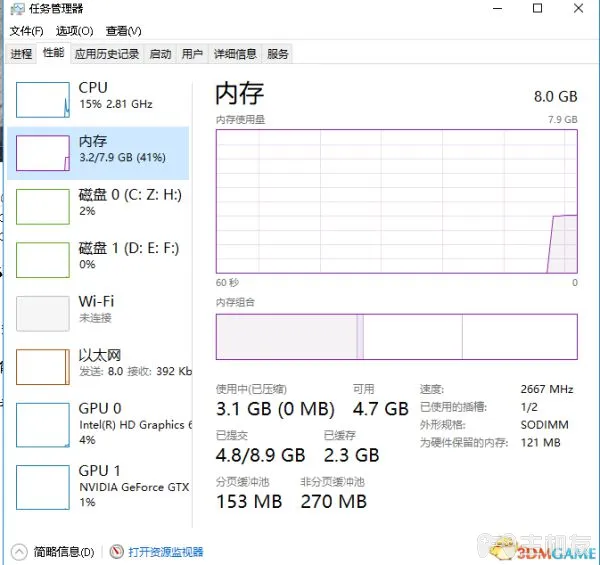 任务管理器
文件(F) 选项(O) 查看(V)
进程 性能 应用历史记录 启动 用户 详细信息 服务
CPU
15% 2.81 GHz
内存
3.2/7.9 GB (41%)
磁盘 0 (C: Z: H:)
2%
磁盘 1 (D: E: F:)
0%
Wi-Fi
未连接
以太网
发送: 8.0 接收: 392 Kb
GPU 0
Intel(R) HD Graphics 6
4%
GPU 1
NVIDIA GeForce GTX
1%
内存
8.0 GB
内存使用量
7.9 GB
60 秒
0
内存组合
使用中(已压缩)
3.1 GB (0 MB)
可用
4.7 GB
已提交
4.8/8.9 GB
已缓存
2.3 GB
分页缓冲池
153 MB
非分页缓冲池
270 MB
速度: 2667 MHz
已使用的插槽: 1/2
外形规格: SODIMM
为硬件保留的内存: 121 MB
简略信息(D) 打开资源监视器
3DMGAME